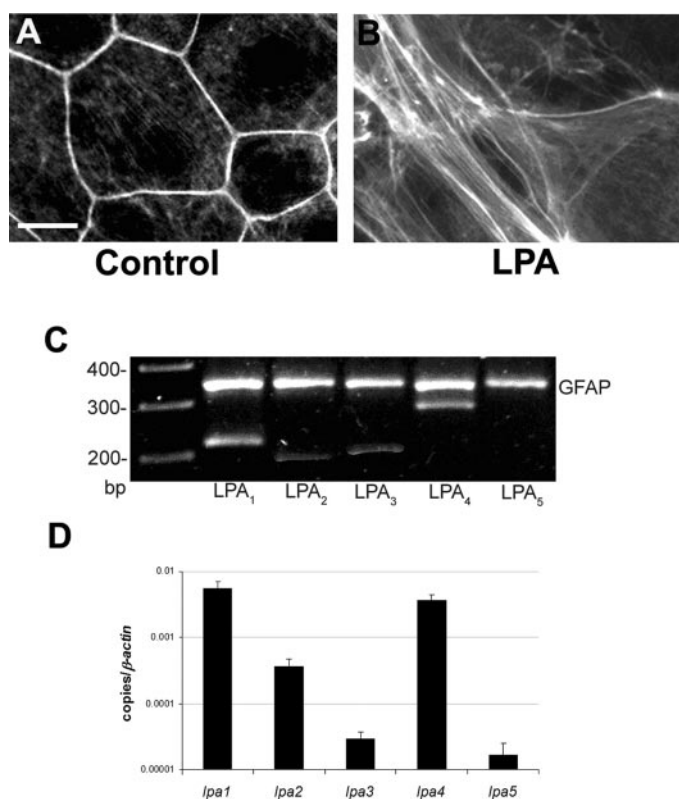 A
B
Control
LPA
C
400-
300-
200-
bp
GFAP
LPA₁ LPA₂ LPA₃ LPA₄ LPA₅
D
copies/β-actin
0.01
0.001
0.0001
0.00001
lpa1 lpa2 lpa3 lpa4 lpa5